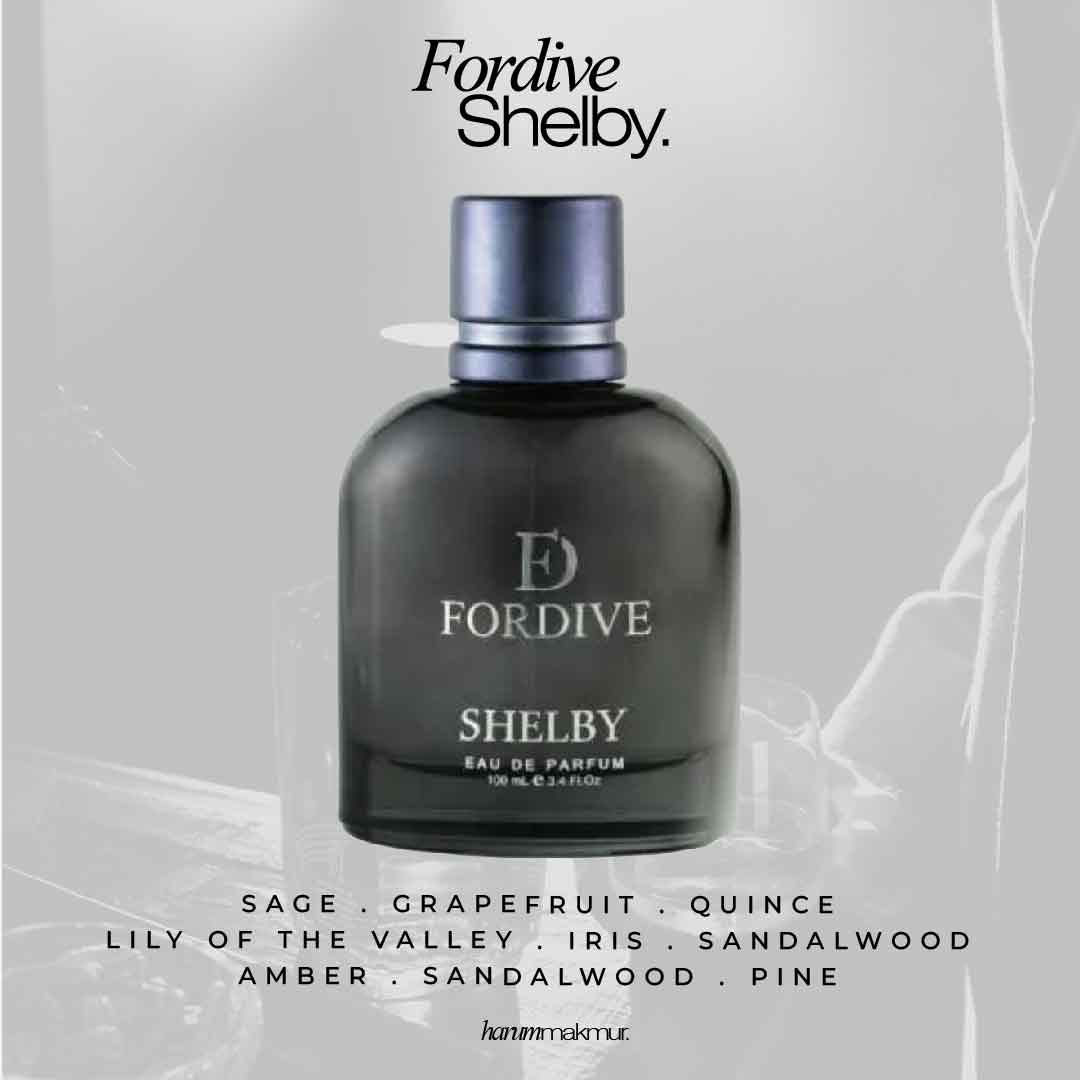 Fordive
Shelby.
FD
FORDIVE
SHELBY
EAU DE PARFUM
100 mL e 3.4 Fl.Oz
SAGE . GRAPEFRUIT . QUINCE
LILY OF THE VALLEY . IRIS . SANDALWOOD
AMBER . SANDALWOOD . PINE
harummakmur.